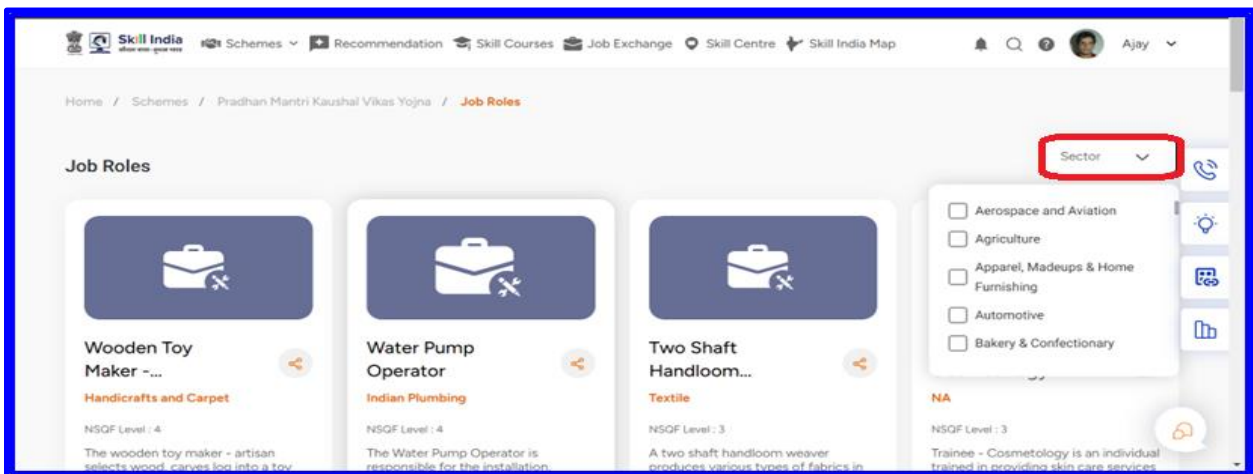 Skill India
कौशल भारत - कुशल भारत
Schemes
Recommendation
Skill Courses
Job Exchange
Skill Centre
Skill India Map
Ajay
Home / Schemes / Pradhan Mantri Kaushal Vikas Yojna / Job Roles
Job Roles
Sector
Aerospace and Aviation
Agriculture
Apparel, Madeups & Home
Furnishing
Automotive
Bakery & Confectionary
Wooden Toy
Maker -...
Handicrafts and Carpet
NSQF Level : 4
The wooden toy maker - artisan
selects wood, carves log into a toy
Water Pump
Operator
Indian Plumbing
NSQF Level : 4
The Water Pump Operator is
responsible for the installation,
Two Shaft
Handloom...
Textile
NSQF Level : 3
A two shaft handloom weaver
produces various types of fabrics in
NA
NSQF Level : 3
Trainee - Cosmetology is an individual
trained in providing skin care services